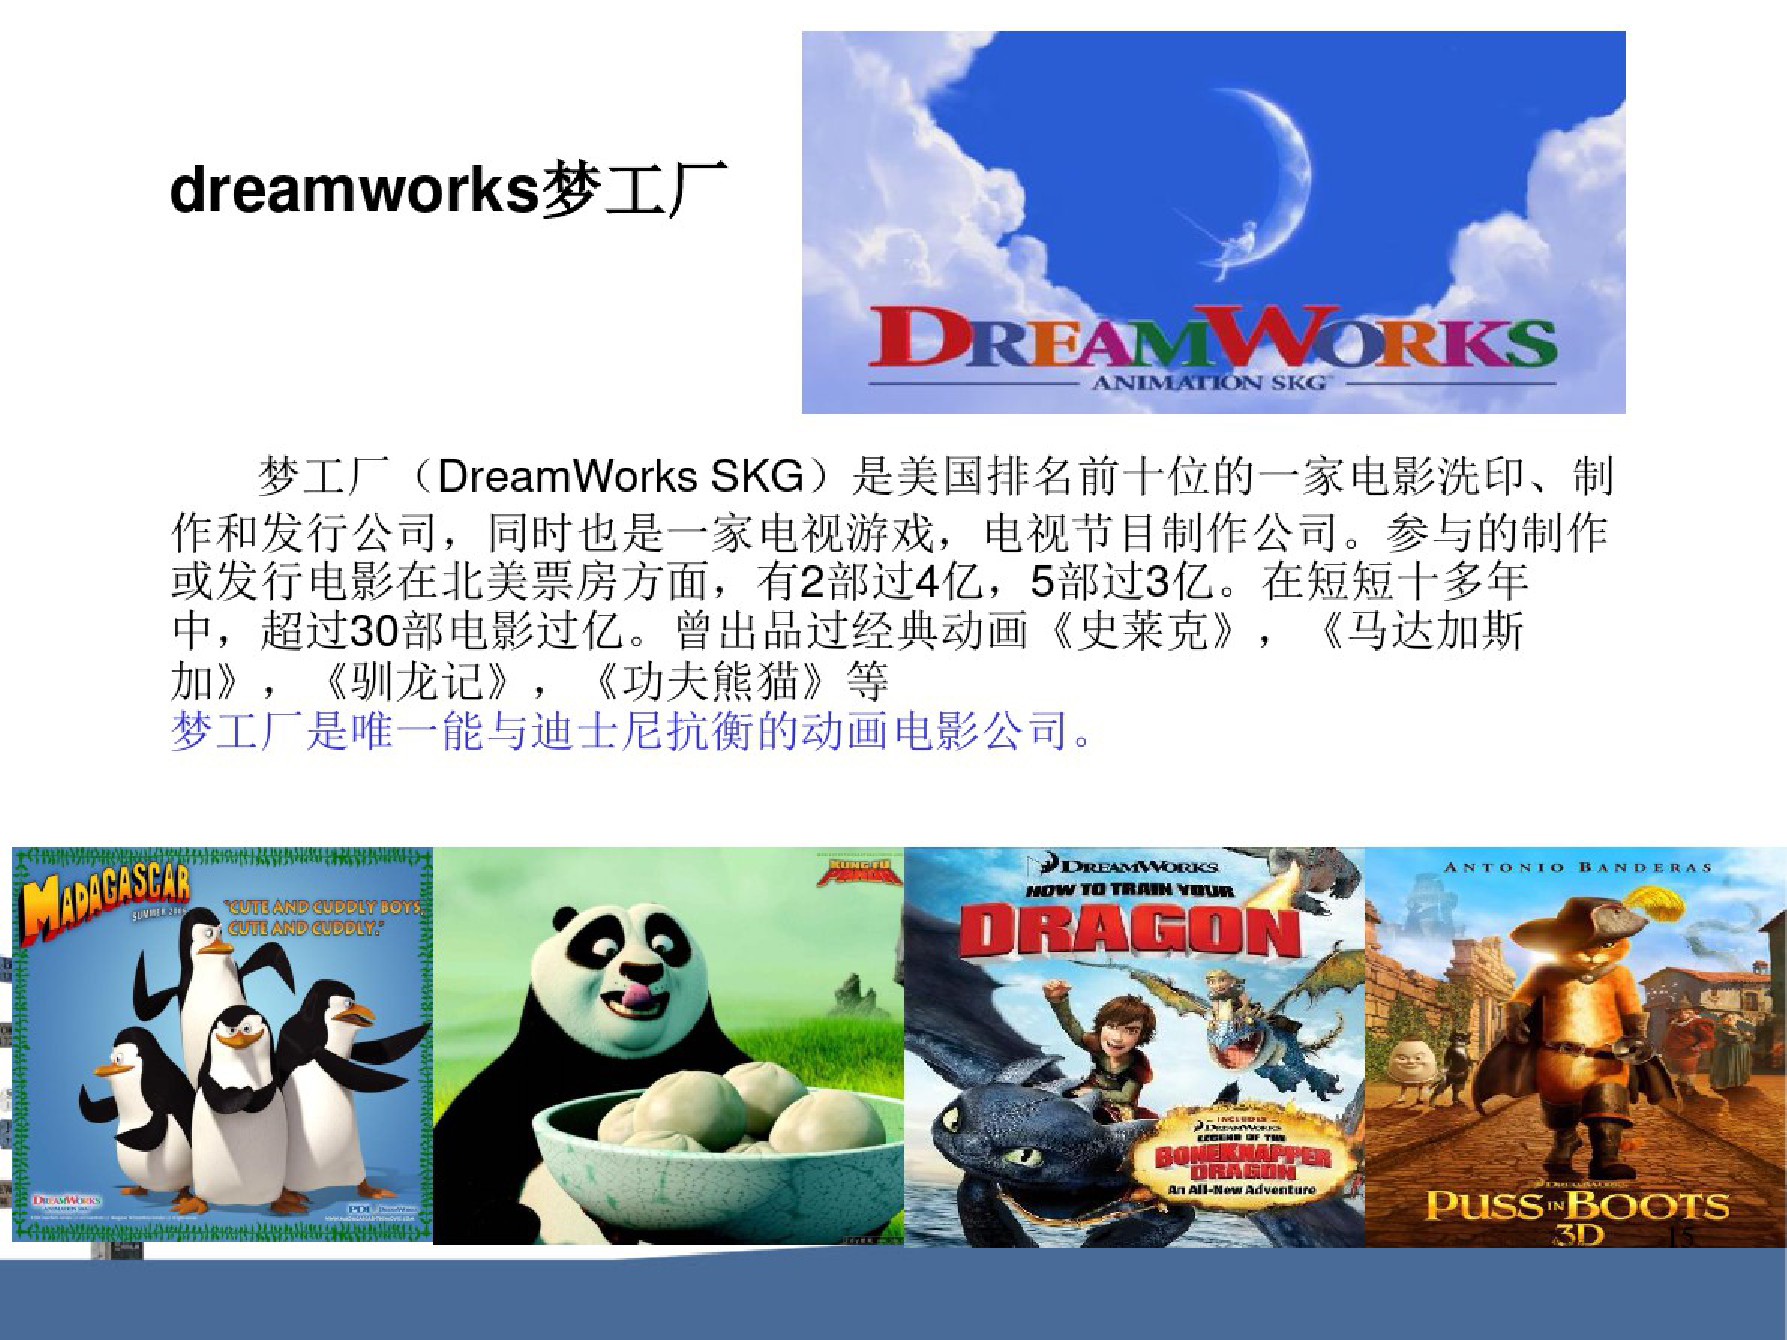 dreamworks梦工厂
DREAMWORKS
ANIMATION SKG
梦工厂（DreamWorks SKG）是美国排名前十位的一家电影洗印、制
作和发行公司，同时也是一家电视游戏，电视节目制作公司。参与的制作
或发行电影在北美票房方面，有2部过4亿，5部过3亿。在短短十多年
中，超过30部电影过亿。曾出品过经典动画《史莱克》，《马达加斯
加》，《驯龙记》，《功夫熊猫》等
梦工厂是唯一能与迪士尼抗衡的动画电影公司。
MADAGASCAR
"CUTE AND CUDDLY BOYS,
CUTE AND CUDDLY."
DREAMWORKS
PDI DREAMWORKS
KUNG FU
PANDA
DREAMWORKS
HOW TO TRAIN YOUR
DRAGON
INCLUDES
DREAMWORKS
LEGEND OF THE
BONEKNAPPER
DRAGON
An All-New Adventure
ANTONIO BANDERAS
PUSS IN BOOTS
3D
15